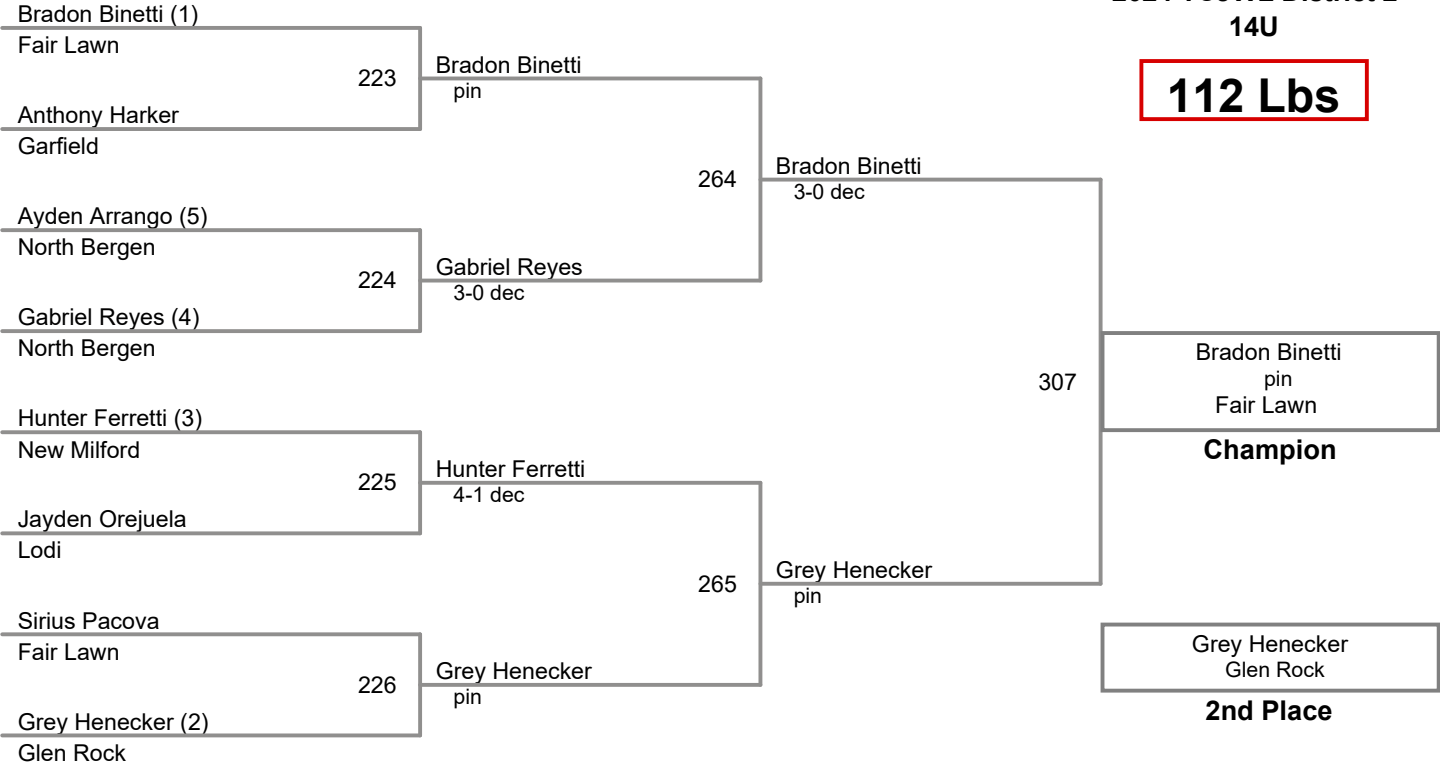 14U
112 Lbs
Bradon Binetti (1)
Fair Lawn
223
Anthony Harker
Garfield
Bradon Binetti
pin
264
Ayden Arrango (5)
North Bergen
224
Gabriel Reyes (4)
North Bergen
Gabriel Reyes
3-0 dec
Bradon Binetti
3-0 dec
307
Hunter Ferretti (3)
New Milford
225
Jayden Orejuela
Lodi
Hunter Ferretti
4-1 dec
265
Sirius Pacova
Fair Lawn
226
Grey Henecker (2)
Glen Rock
Grey Henecker
pin
Grey Henecker
pin
Bradon Binetti
pin
Fair Lawn
Champion
Grey Henecker
Glen Rock
2nd Place